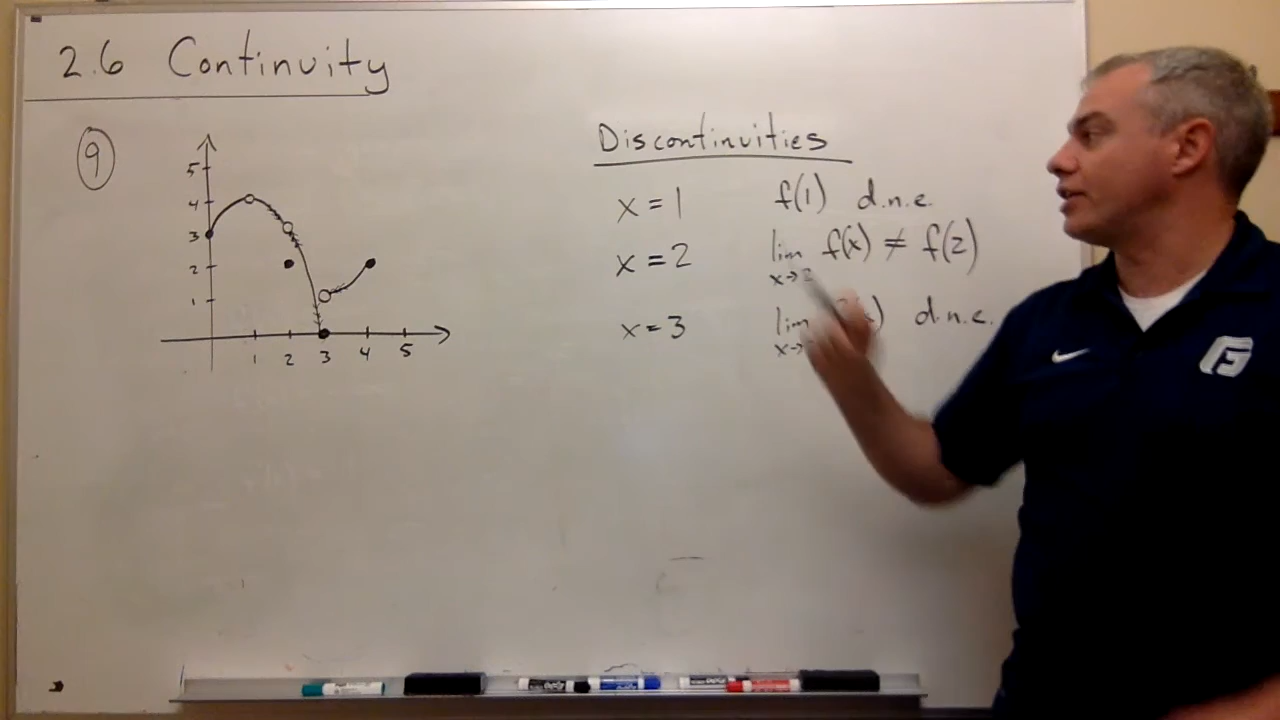 2.6 Continuity
9
5
4
3
2
1
1 2 3 4 5
Discontinuities
x = 1 f(1) d.n.e.
x = 2 lim f(x) ≠ f(2)
x→2
x = 3 lim d.n.e.
x→